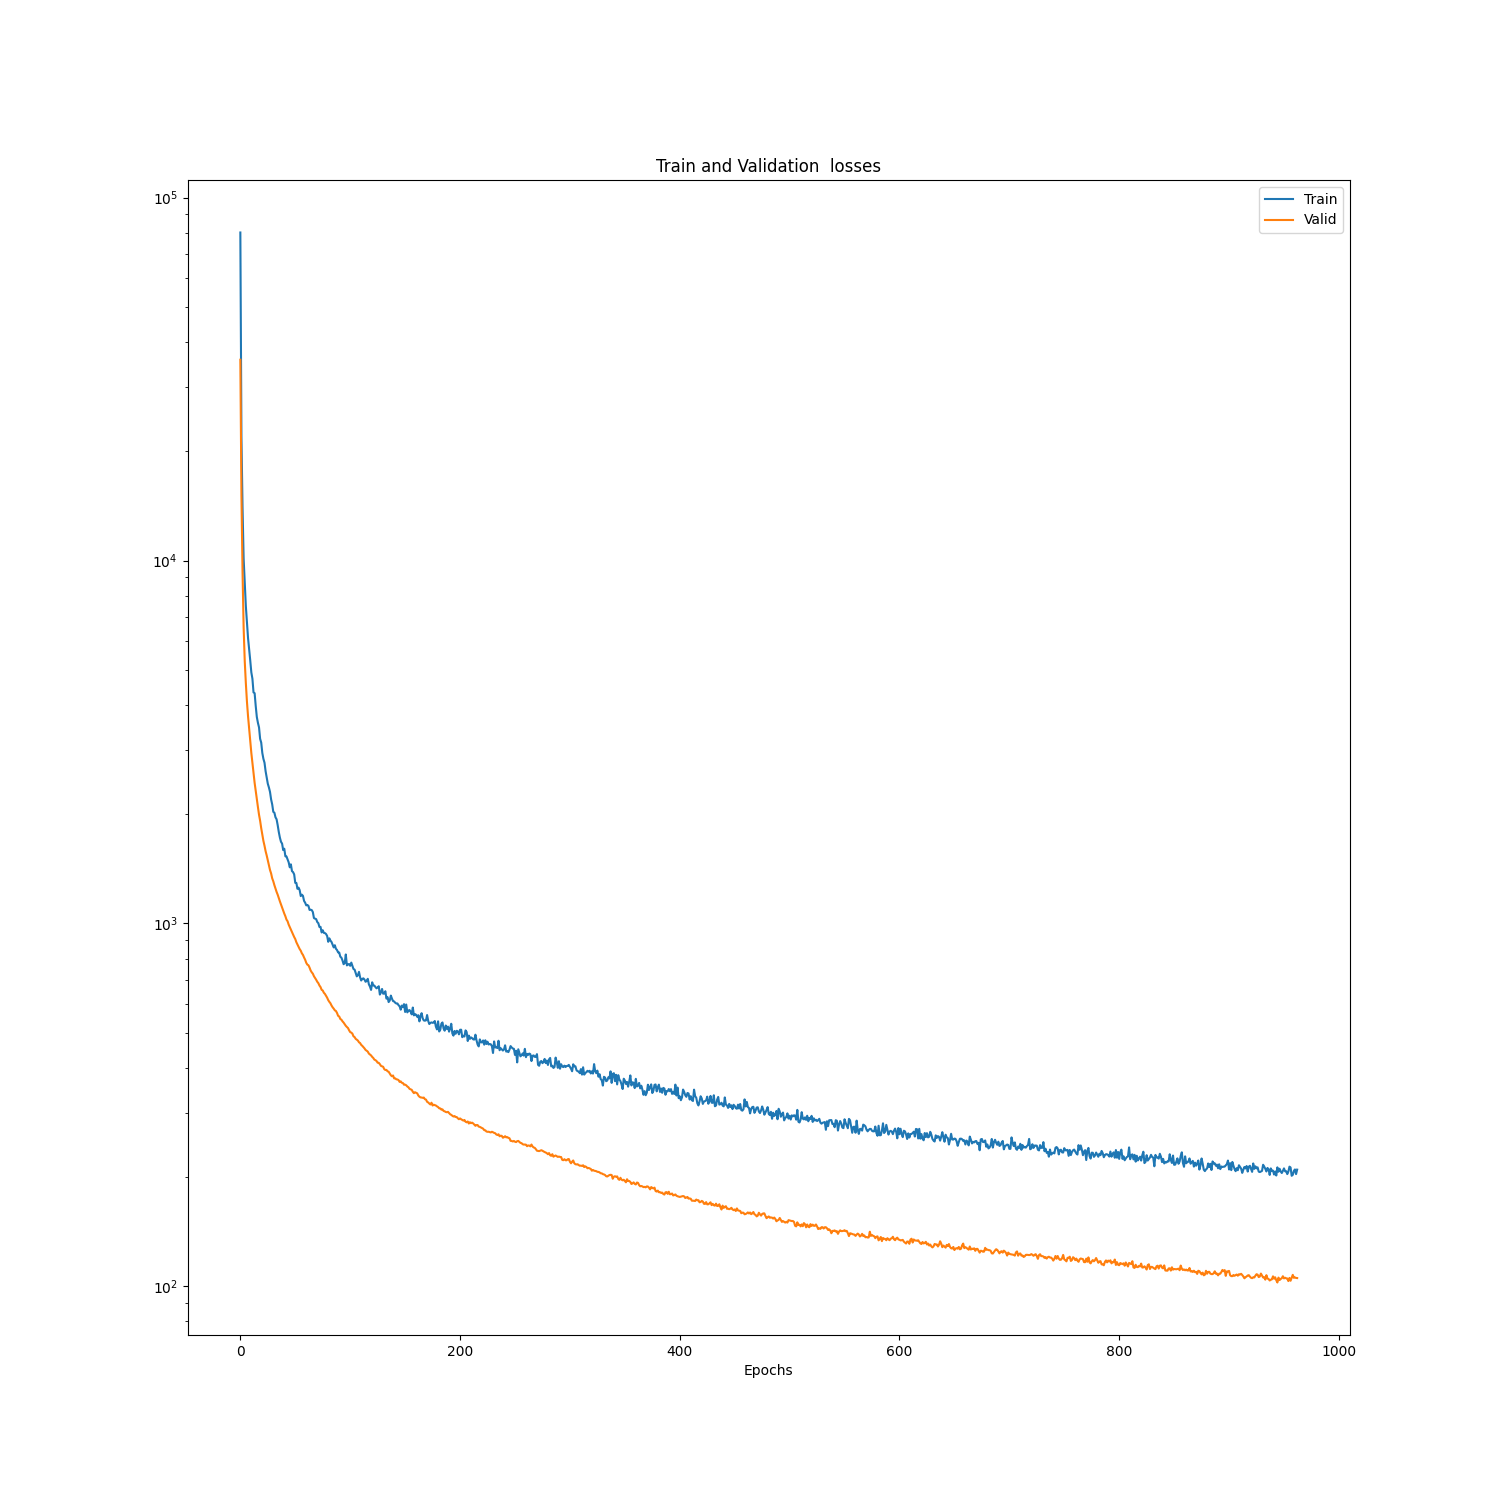 Train and Validation  losses
Train
Valid
10⁵
10⁴
10³
10²
0 200 400 600 800 1000
Epochs